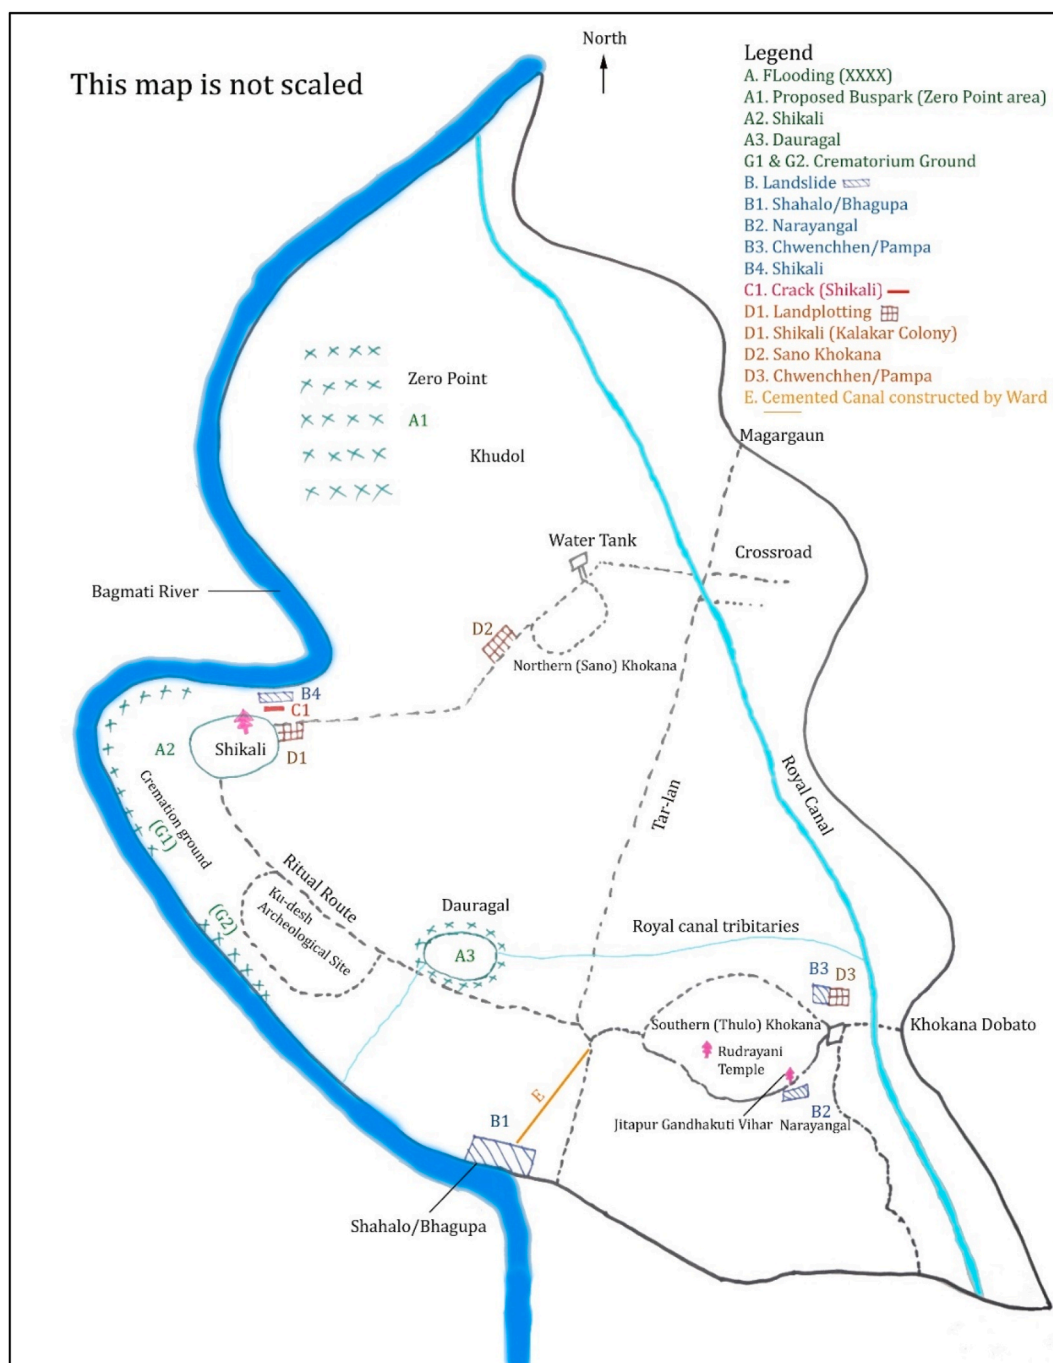 North
This map is not scaled
Legend
A. FLooding (XXXX)
A1. Proposed Buspark (Zero Point area)
A2. Shikali
A3. Dauragal
G1 & G2. Crematorium Ground
B. Landslide
B1. Shahalo/Bhagupa
B2. Narayangal
B3. Chwenchhen/Pampa
B4. Shikali
C1. Crack (Shikali)
D1. Landplotting
D1. Shikali (Kalakar Colony)
D2. Sano Khokana
D3. Chwenchhen/Pampa
E. Cemented Canal constructed by Ward
Zero Point
A1
Khudol
Magargaun
Water Tank
Crossroad
Bagmati River
D2
Northern (Sano) Khokana
B4
C1
A2
Shikali
D1
Cremation ground
(G1)
(G2)
Ritual Route
Ku-desh
Archeological Site
Tar-lan
Royal Canal
Dauragal
A3
Royal canal tribitaries
B3
D3
Southern (Thulo) Khokana
Khokana Dobato
Rudrayani
Temple
E
B1
B2
Jitapur Gandhakuti Vihar
Narayangal
Shahalo/Bhagupa